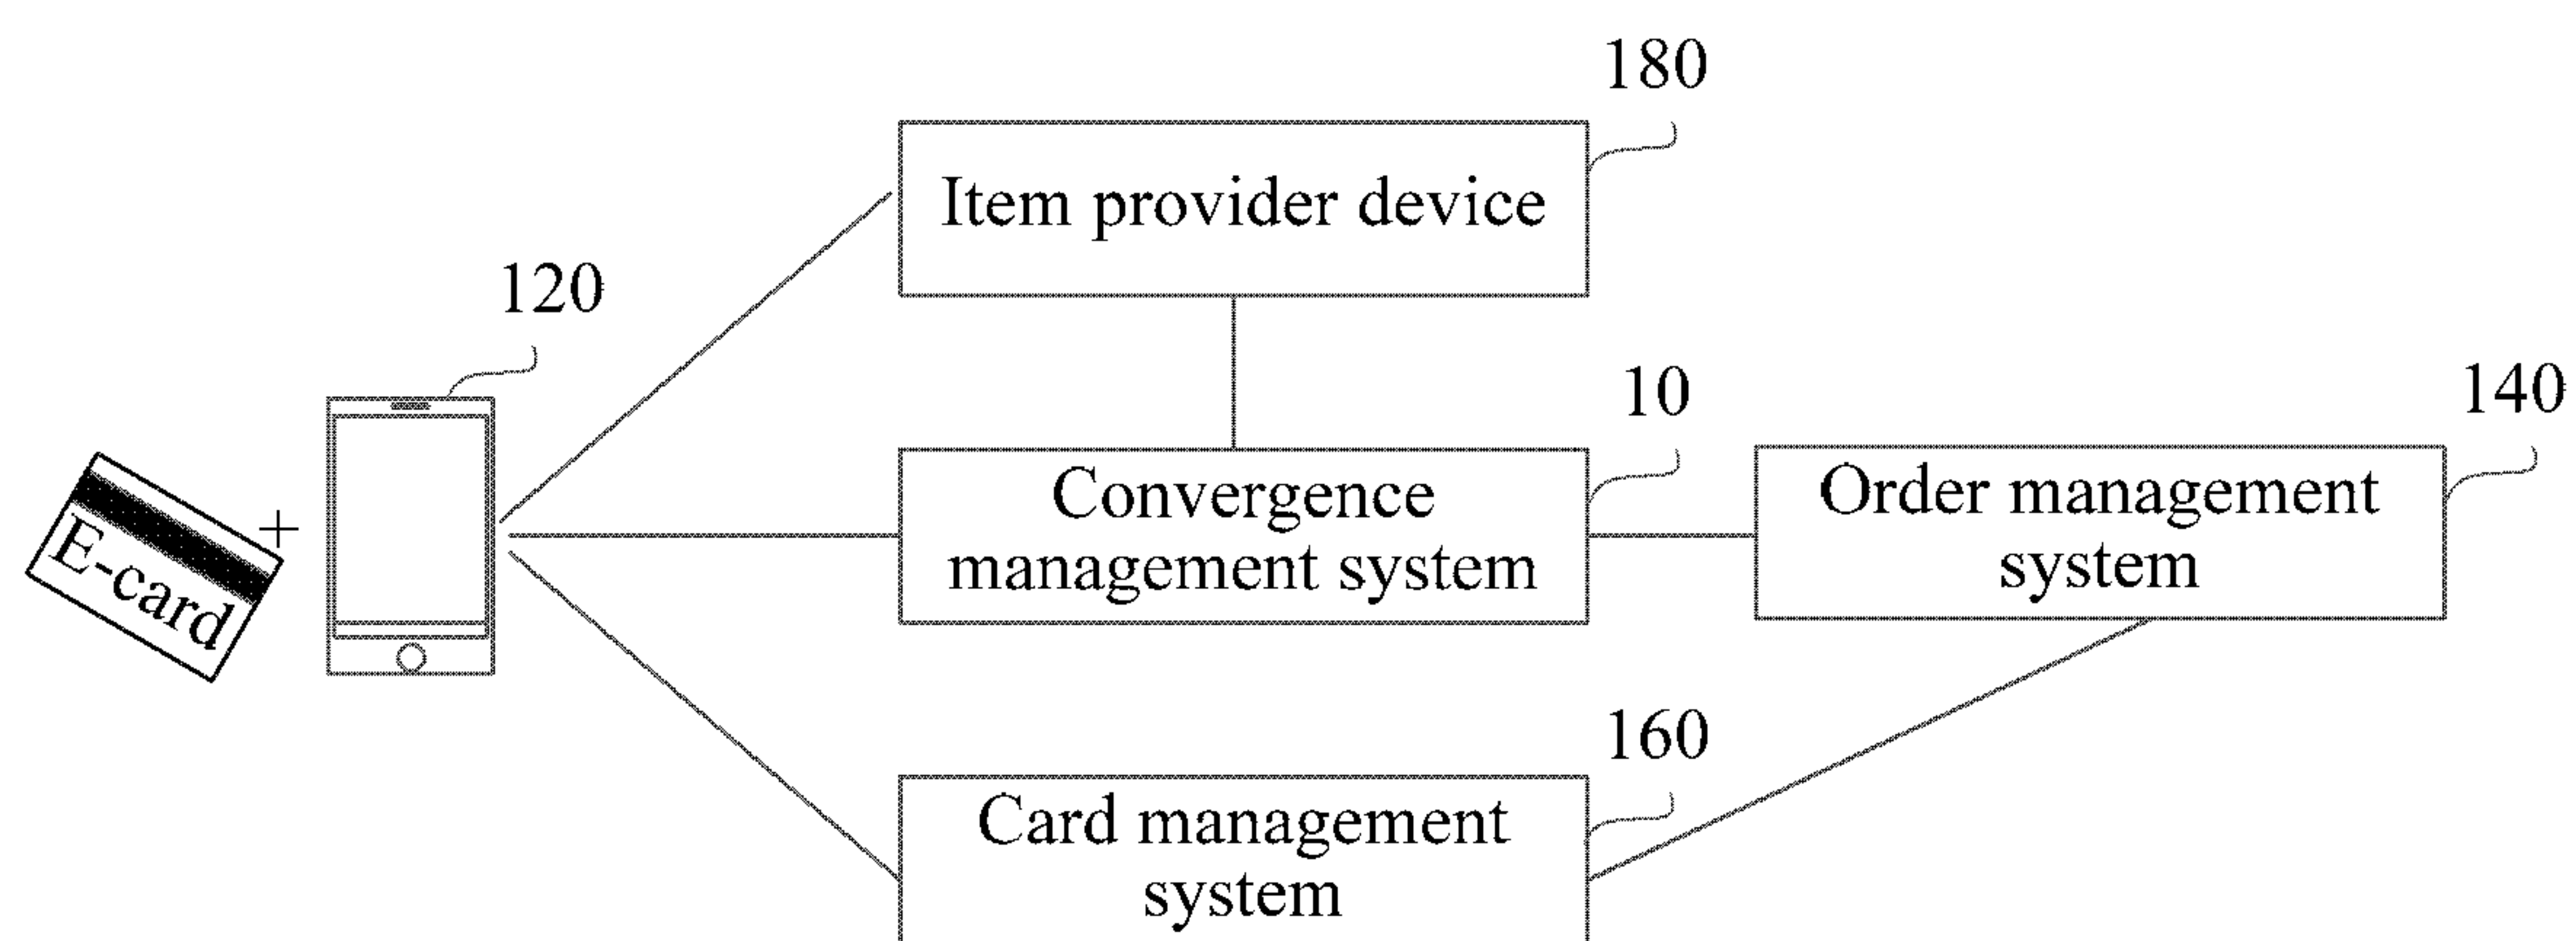 180
Item provider device
120
10
140
Convergence
management system
Order management
system
+
E-card
160
Card management
system